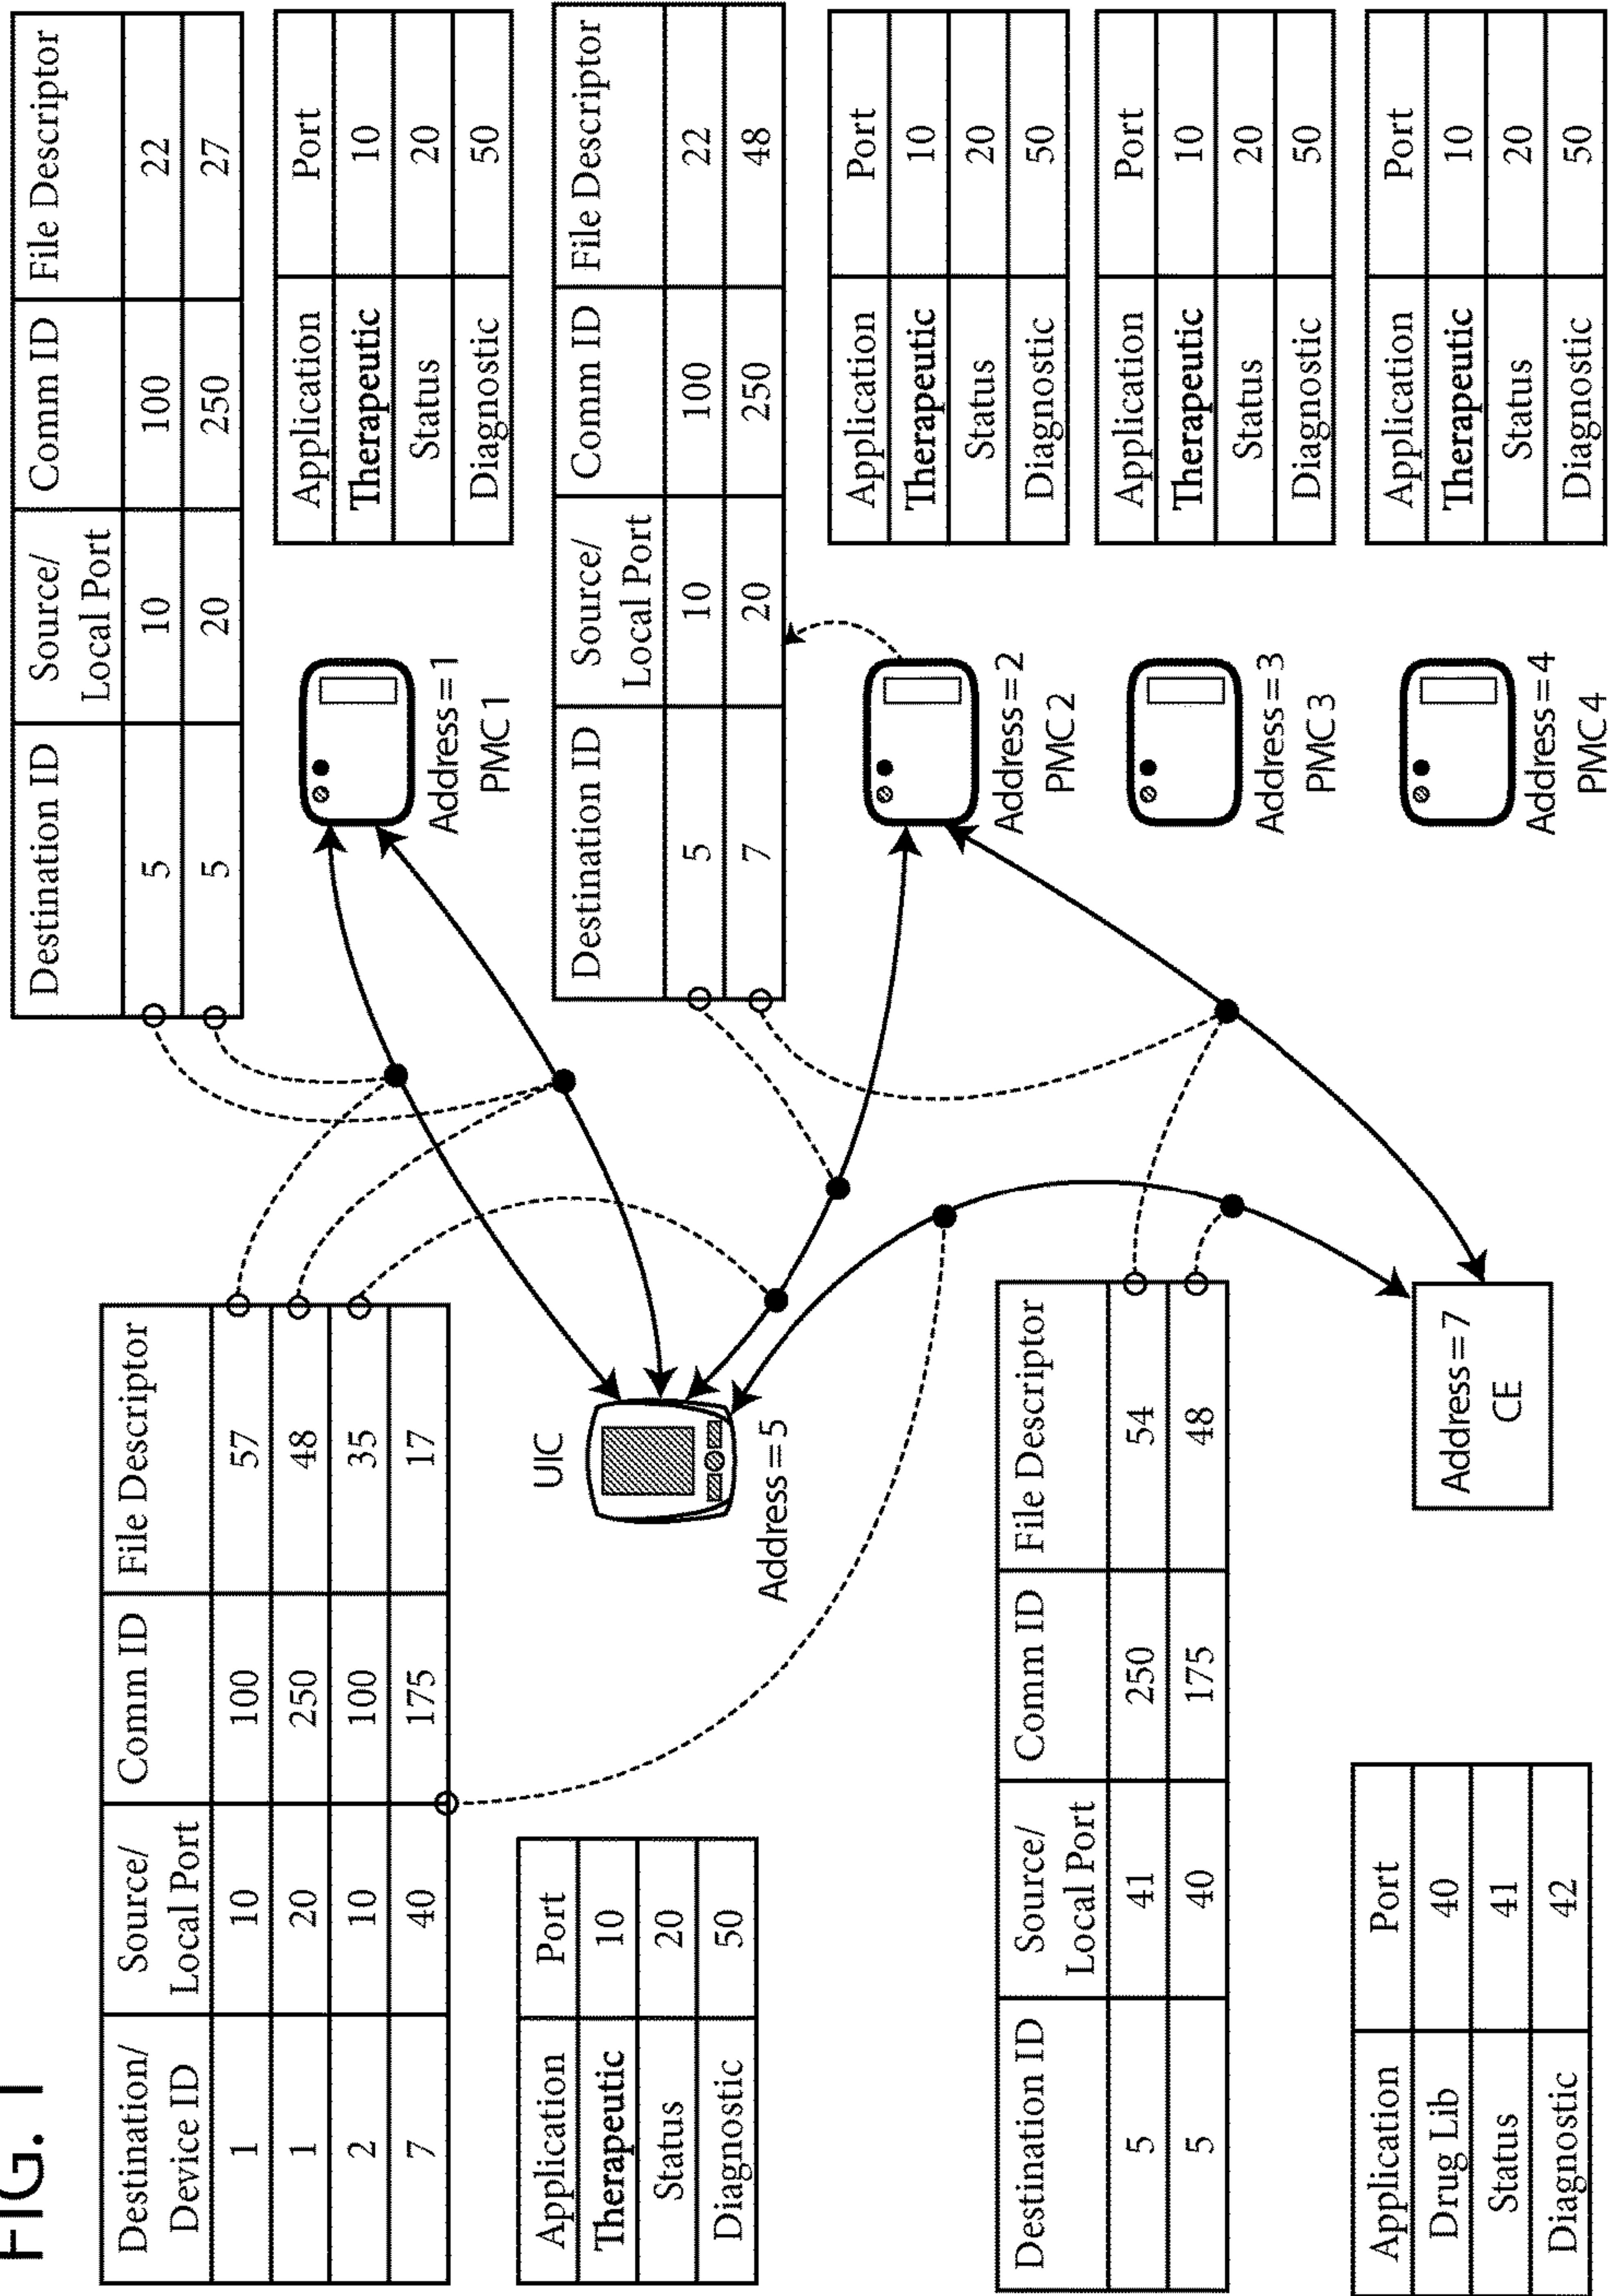 FIG. 1
Destination/ Device ID | Source/ Local Port | Comm ID | File Descriptor
1 | 10 | 100 | 57
1 | 20 | 250 | 48
2 | 10 | 100 | 35
7 | 40 | 175 | 17
Application | Port
Therapeutic | 10
Status | 20
Diagnostic | 50
UIC
Address = 5
Destination ID | Source/ Local Port | Comm ID | File Descriptor
5 | 41 | 250 | 54
5 | 40 | 175 | 48
Application | Port
Drug Lib | 40
Status | 41
Diagnostic | 42
Address = 7
CE
Destination ID | Source/ Local Port | Comm ID | File Descriptor
5 | 10 | 100 | 22
5 | 20 | 250 | 27
Address = 1
PMC 1
Application | Port
Therapeutic | 10
Status | 20
Diagnostic | 50
Destination ID | Source/ Local Port | Comm ID | File Descriptor
5 | 10 | 100 | 22
7 | 20 | 250 | 48
Address = 2
PMC 2
Application | Port
Therapeutic | 10
Status | 20
Diagnostic | 50
Address = 3
PMC 3
Application | Port
Therapeutic | 10
Status | 20
Diagnostic | 50
Address = 4
PMC 4
Application | Port
Therapeutic | 10
Status | 20
Diagnostic | 50